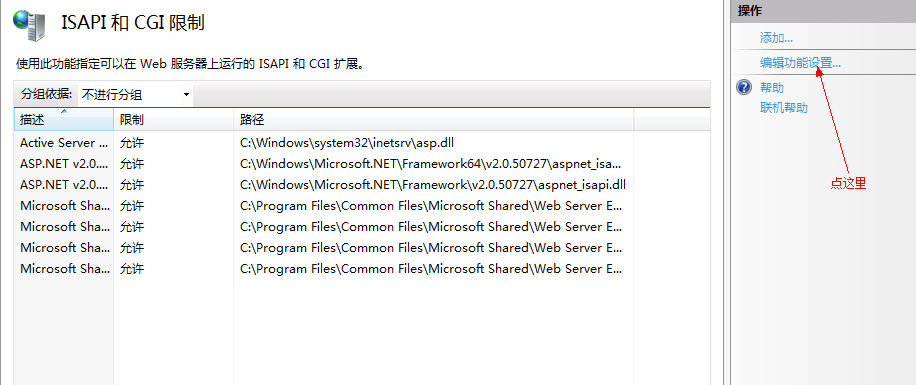 ISAPI 和 CGI 限制
使用此功能指定可以在 Web 服务器上运行的 ISAPI 和 CGI 扩展。
分组依据: 不进行分组
描述 限制 路径
Active Server ... 允许 C:\Windows\system32\inetsrv\asp.dll
ASP.NET v2.0.... 允许 C:\Windows\Microsoft.NET\Framework64\v2.0.50727\aspnet_isa...
ASP.NET v2.0.... 允许 C:\Windows\Microsoft.NET\Framework\v2.0.50727\aspnet_isapi.dll
Microsoft Sha... 允许 C:\Program Files\Common Files\Microsoft Shared\Web Server E...
Microsoft Sha... 允许 C:\Program Files\Common Files\Microsoft Shared\Web Server E...
Microsoft Sha... 允许 C:\Program Files\Common Files\Microsoft Shared\Web Server E...
Microsoft Sha... 允许 C:\Program Files\Common Files\Microsoft Shared\Web Server E...
操作
添加...
编辑功能设置...
帮助
联机帮助
点这里